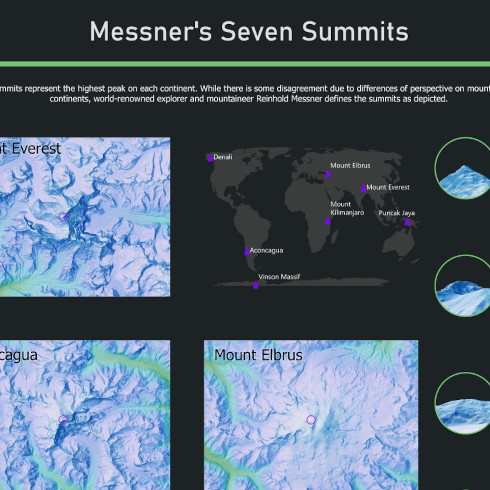 Messner's Seven Summits
mmits represent the highest peak on each continent. While there is some disagreement due to differences of perspective on mount
continents, world-renowned explorer and mountaineer Reinhold Messner defines the summits as depicted.
nt Everest
Denali
Mount Elbrus
Mount Everest
Mount
Kilimanjaro
Puncak Jaya
Aconcagua
Vinson Massif
cagua
Mount Elbrus